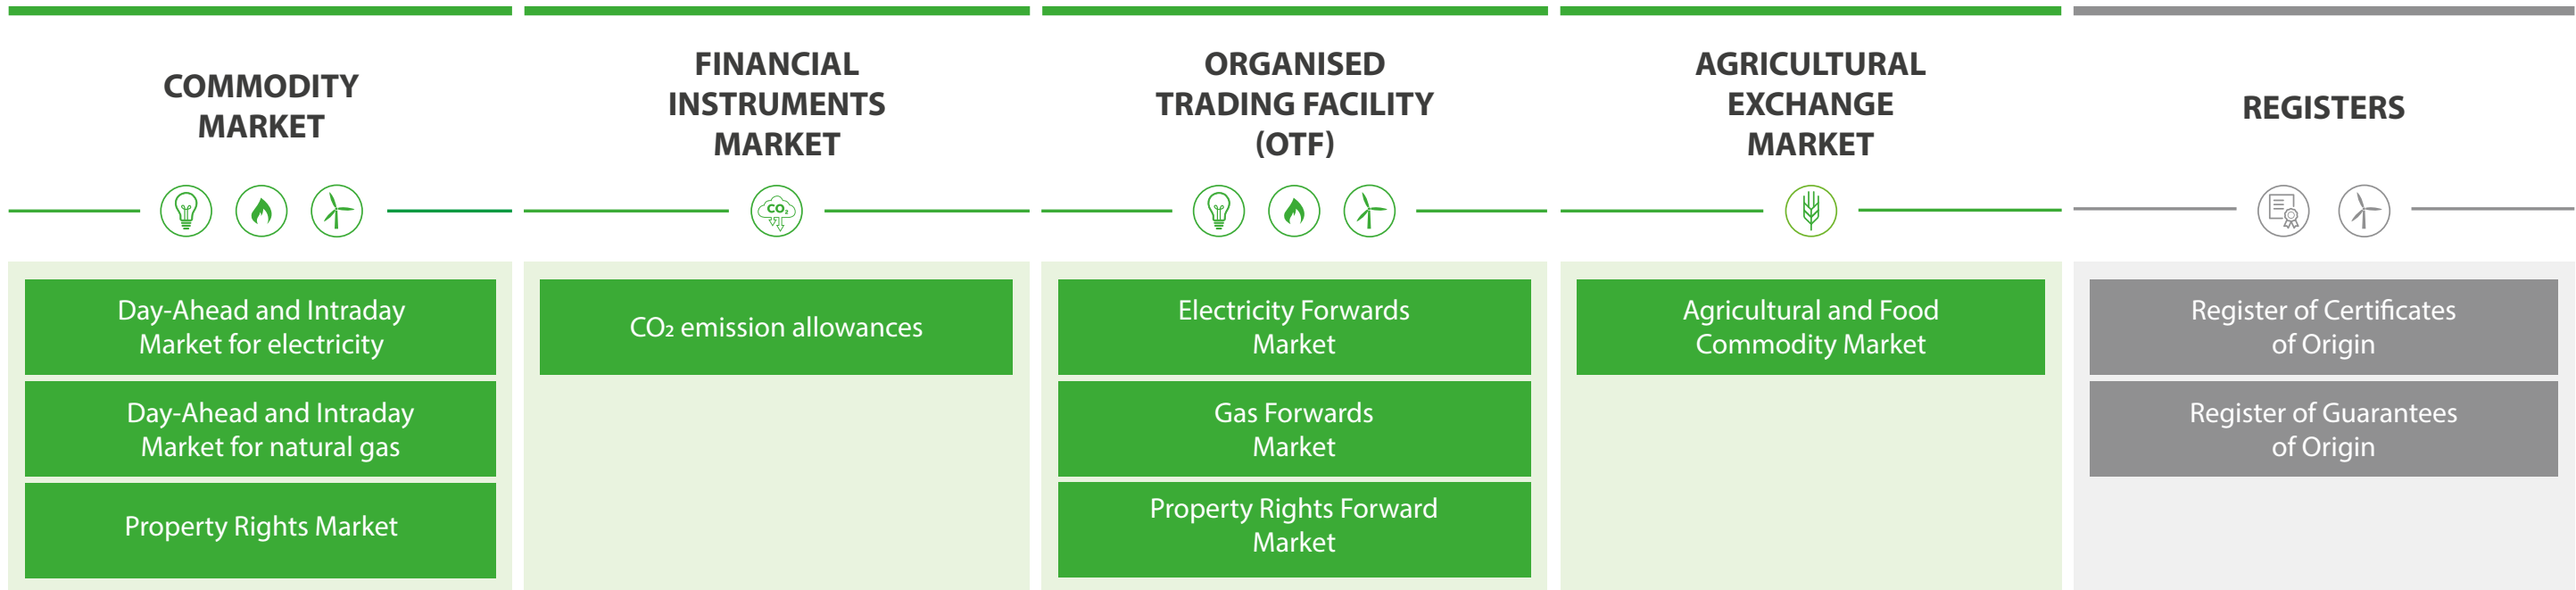 COMMODITY
MARKET
FINANCIAL
INSTRUMENTS
MARKET
ORGANISED
TRADING FACILITY
(OTF)
AGRICULTURAL
EXCHANGE
MARKET
REGISTERS
CO₂
Day-Ahead and Intraday
Market for electricity
Day-Ahead and Intraday
Market for natural gas
Property Rights Market
CO₂ emission allowances
Electricity Forwards
Market
Gas Forwards
Market
Property Rights Forward
Market
Agricultural and Food
Commodity Market
Register of Certificates
of Origin
Register of Guarantees
of Origin